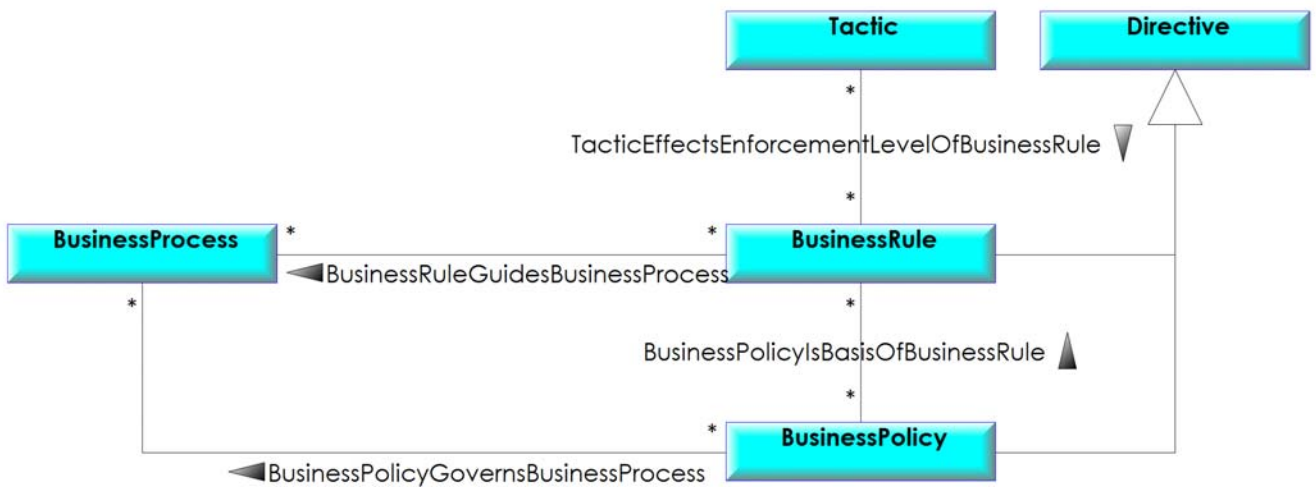 Tactic
Directive
*
TacticEffectsEnforcementLevelOfBusinessRule
*
BusinessProcess
*
*
BusinessRule
BusinessRuleGuidesBusinessProcess
*
*
BusinessPolicyIsBasisOfBusinessRule
*
*
BusinessPolicy
BusinessPolicyGovernsBusinessProcess